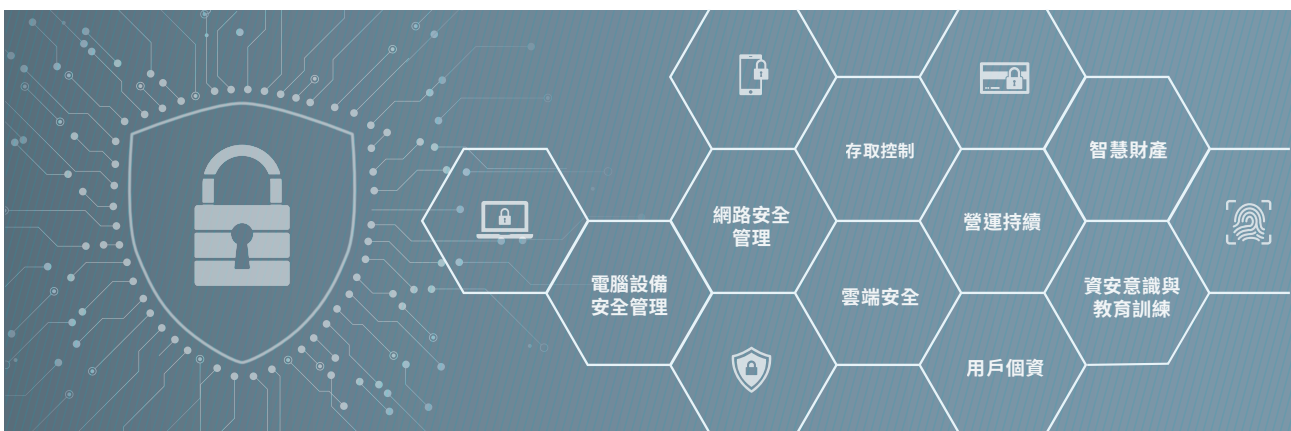 存取控制
智慧財產
網路安全
管理
營運持續
電腦設備
安全管理
雲端安全
資安意識與
教育訓練
用戶個資